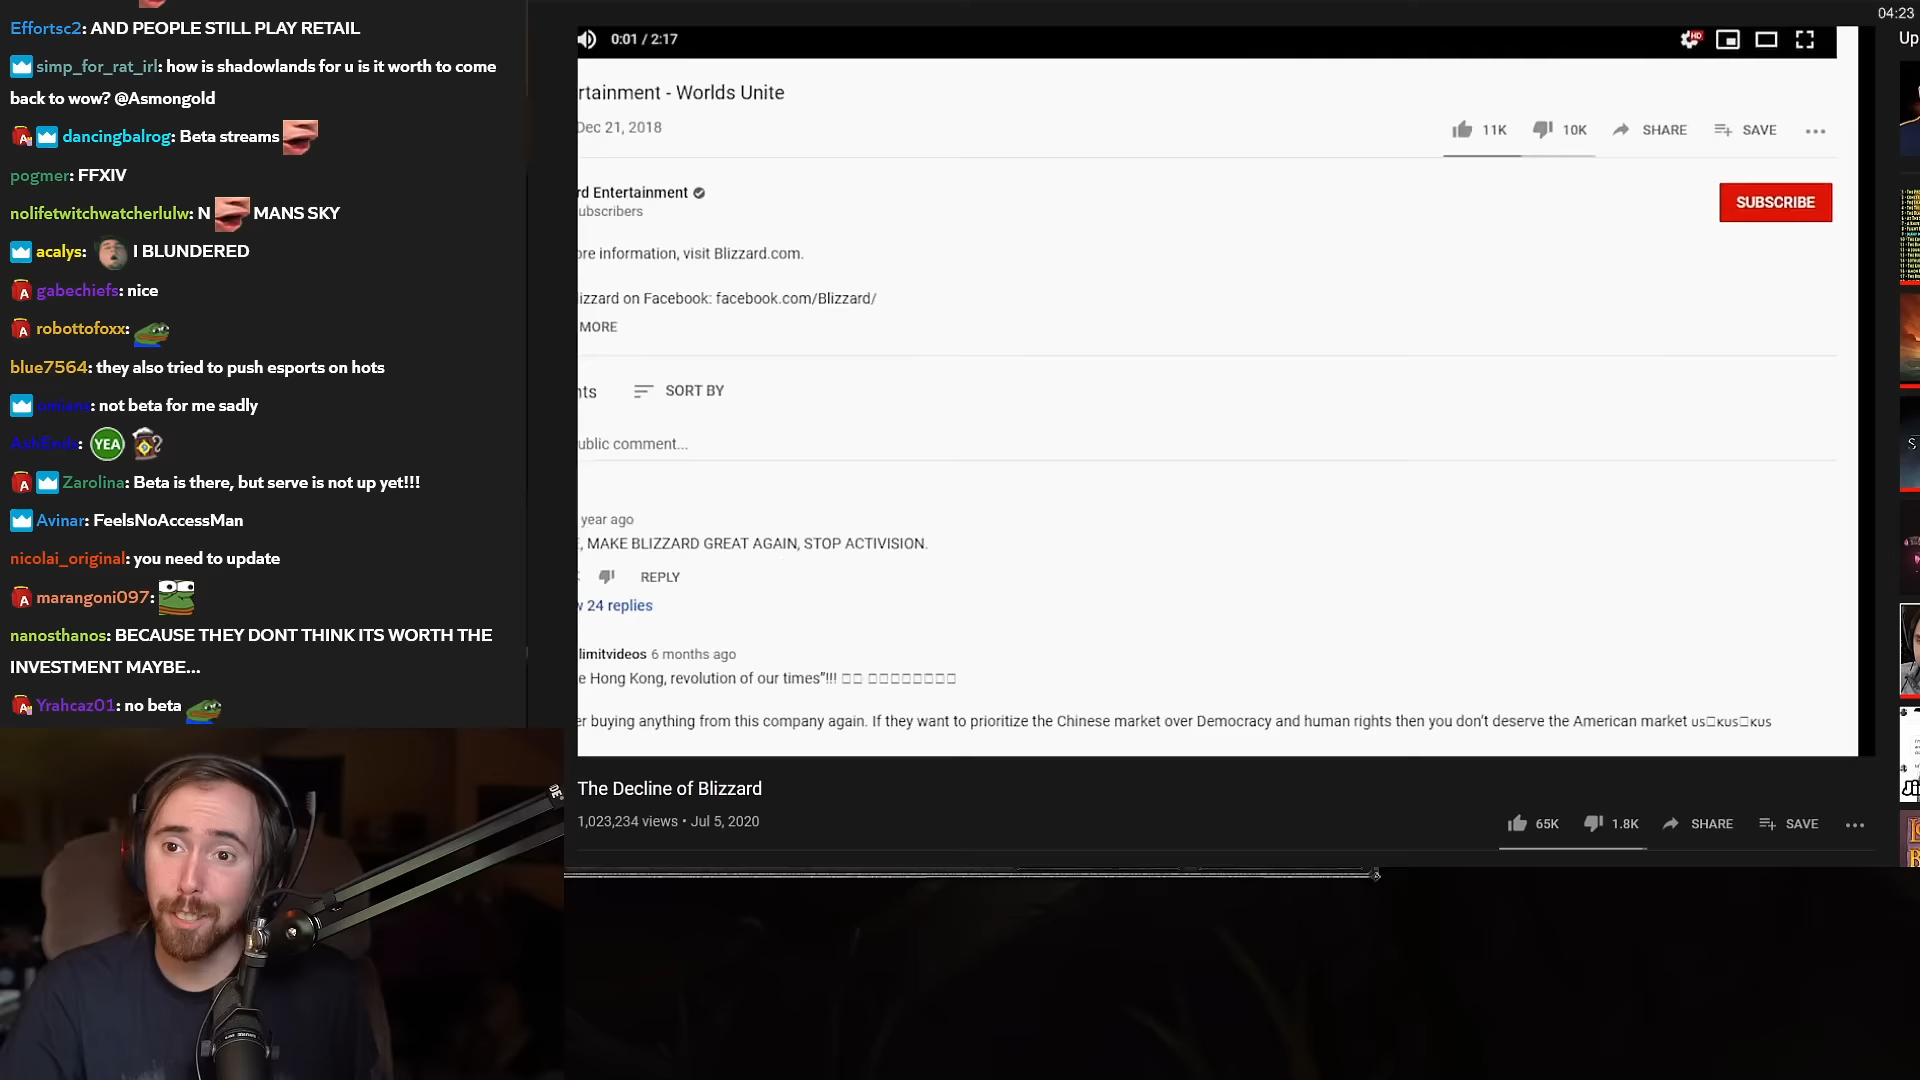 Effortsc2: AND PEOPLE STILL PLAY RETAIL
simp_for_rat_irl: how is shadowlands for u is it worth to come
back to wow? @Asmongold
dancingbalrog: Beta streams
pogmer: FFXIV
nolifetwitchwatcherlulw: N MANS SKY
acalys: I BLUNDERED
gabechiefs: nice
robottofoxx:
blue7564: they also tried to push esports on hots
omians: not beta for me sadly
AshEnds: YEA
Zarolina: Beta is there, but serve is not up yet!!!
Avinar: FeelsNoAccessMan
nicolai_original: you need to update
marangoni097:
nanosthanos: BECAUSE THEY DONT THINK ITS WORTH THE
INVESTMENT MAYBE...
Yrahcaz01: no beta
04:23
Up
0:01 / 2:17
HD
rtainment - Worlds Unite
Dec 21, 2018
11K 10K SHARE SAVE
rd Entertainment
ubscribers
SUBSCRIBE
ore information, visit Blizzard.com.
lizzard on Facebook: facebook.com/Blizzard/
MORE
nts SORT BY
ublic comment...
year ago
E, MAKE BLIZZARD GREAT AGAIN, STOP ACTIVISION.
REPLY
w 24 replies
limitvideos 6 months ago
e Hong Kong, revolution of our times”!!!
er buying anything from this company again. If they want to prioritize the Chinese market over Democracy and human rights then you don’t deserve the American market
The Decline of Blizzard
1,023,234 views • Jul 5, 2020
65K 1.8K SHARE SAVE